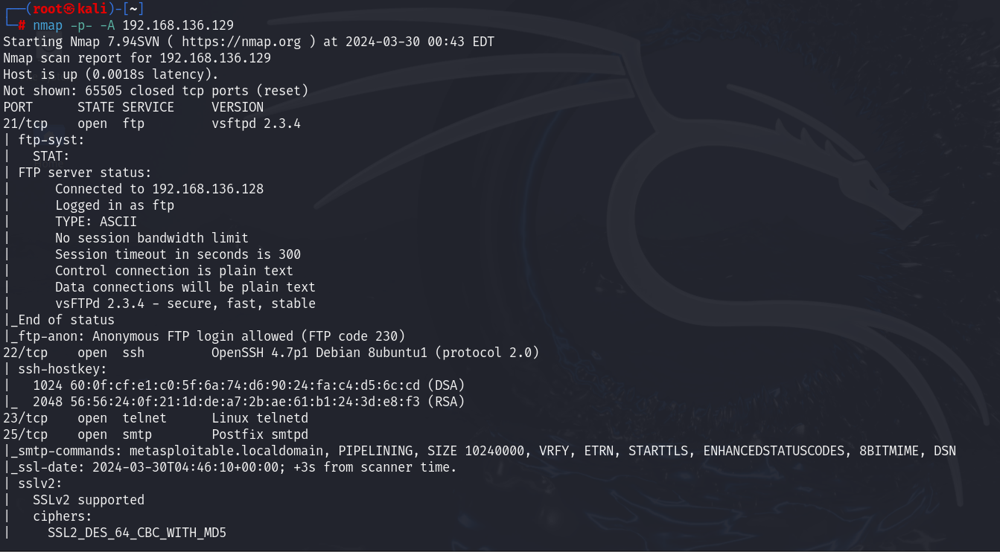 ┌──(root㉿kali)-[~]
└─# nmap -p- -A 192.168.136.129
Starting Nmap 7.94SVN ( https://nmap.org ) at 2024-03-30 00:43 EDT
Nmap scan report for 192.168.136.129
Host is up (0.0018s latency).
Not shown: 65505 closed tcp ports (reset)
PORT      STATE SERVICE     VERSION
21/tcp    open  ftp         vsftpd 2.3.4
| ftp-syst:
|   STAT:
| FTP server status:
|      Connected to 192.168.136.128
|      Logged in as ftp
|      TYPE: ASCII
|      No session bandwidth limit
|      Session timeout in seconds is 300
|      Control connection is plain text
|      Data connections will be plain text
|      vsFTPd 2.3.4 - secure, fast, stable
|_End of status
|_ftp-anon: Anonymous FTP login allowed (FTP code 230)
22/tcp    open  ssh         OpenSSH 4.7p1 Debian 8ubuntu1 (protocol 2.0)
| ssh-hostkey:
|   1024 60:0f:cf:e1:c0:5f:6a:74:d6:90:24:fa:c4:d5:6c:cd (DSA)
|_  2048 56:56:24:0f:21:1d:de:a7:2b:ae:61:b1:24:3d:e8:f3 (RSA)
23/tcp    open  telnet      Linux telnetd
25/tcp    open  smtp        Postfix smtpd
|_smtp-commands: metasploitable.localdomain, PIPELINING, SIZE 10240000, VRFY, ETRN, STARTTLS, ENHANCEDSTATUSCODES, 8BITMIME, DSN
|_ssl-date: 2024-03-30T04:46:10+00:00; +3s from scanner time.
| sslv2:
|   SSLv2 supported
|   ciphers:
|     SSL2_DES_64_CBC_WITH_MD5